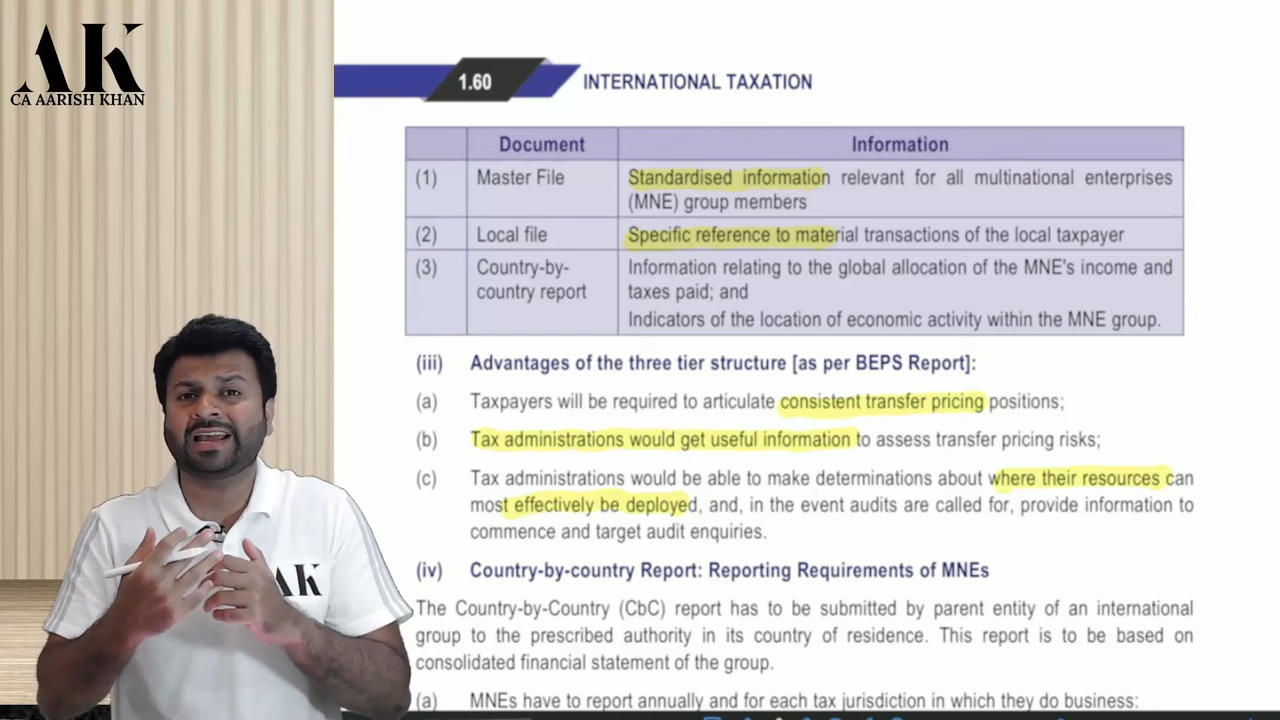 AK
CA AARISH KHAN
1.60 INTERNATIONAL TAXATION
Document Information
(1) Master File Standardised information relevant for all multinational enterprises
(MNE) group members
(2) Local file Specific reference to material transactions of the local taxpayer
(3) Country-by- Information relating to the global allocation of the MNE's income and
country report taxes paid; and
Indicators of the location of economic activity within the MNE group.
(iii) Advantages of the three tier structure [as per BEPS Report]:
(a) Taxpayers will be required to articulate consistent transfer pricing positions;
(b) Tax administrations would get useful information to assess transfer pricing risks;
(c) Tax administrations would be able to make determinations about where their resources can
most effectively be deployed, and, in the event audits are called for, provide information to
commence and target audit enquiries.
AK
(iv) Country-by-country Report: Reporting Requirements of MNEs
The Country-by-Country (CbC) report has to be submitted by parent entity of an international
group to the prescribed authority in its country of residence. This report is to be based on
consolidated financial statement of the group.
(a) MNEs have to report annually and for each tax jurisdiction in which they do business: